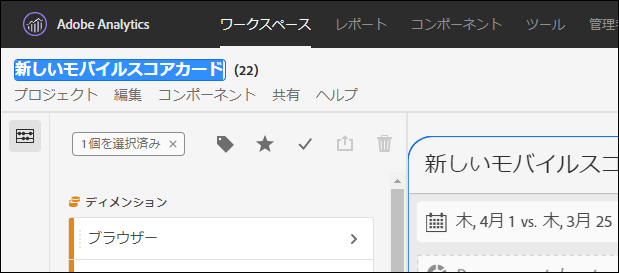 Adobe Analytics ワークスペース レポート コンポーネント ツール 管理
新しいモバイルスコアカード (22)
プロジェクト 編集 コンポーネント 共有 ヘルプ
1個を選択済み ×
新しいモバイルスコ
ディメンション
木, 4月 1 vs. 木, 3月 25
ブラウザー